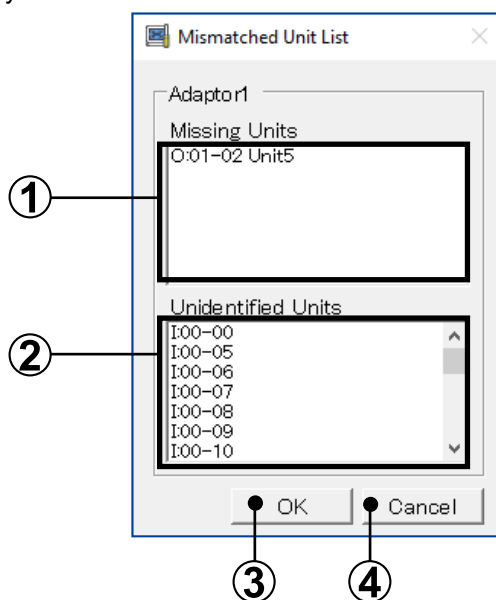 y
Mismatched Unit List
Adaptor1
Missing Units
O:01-02 Unit5
①
Unidentified Units
I:00-00
I:00-05
②
I:00-06
I:00-07
I:00-08
I:00-09
I:00-10
OK
Cancel
③
④